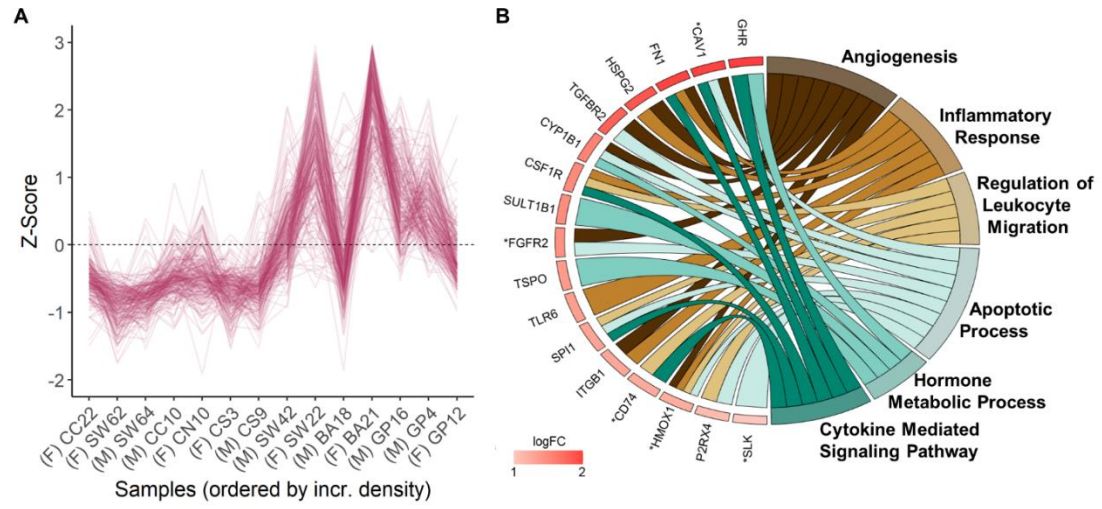 A
Z-Score
3
2
1
0
-1
-2
(F) CC22
(F) SW62
(M) SW64
(M) CC10
(F) CN10
(F) CS3
(M) CS9
(M) SW42
(F) SW22
(M) BA18
(F) BA21
(M) GP16
(M) GP4
(F) GP12
Samples (ordered by incr. density)
B
GHR
*CAV1
FN1
HSPG2
TGFBR2
CYP1B1
CSF1R
SULT1B1
*FGFR2
TSPO
TLR6
SPI1
ITGB1
*CD74
*HMOX1
P2RX4
*SLK
Angiogenesis
Inflammatory
Response
Regulation of
Leukocyte
Migration
Apoptotic
Process
Hormone
Metabolic Process
Cytokine Mediated
Signaling Pathway
logFC
1 2